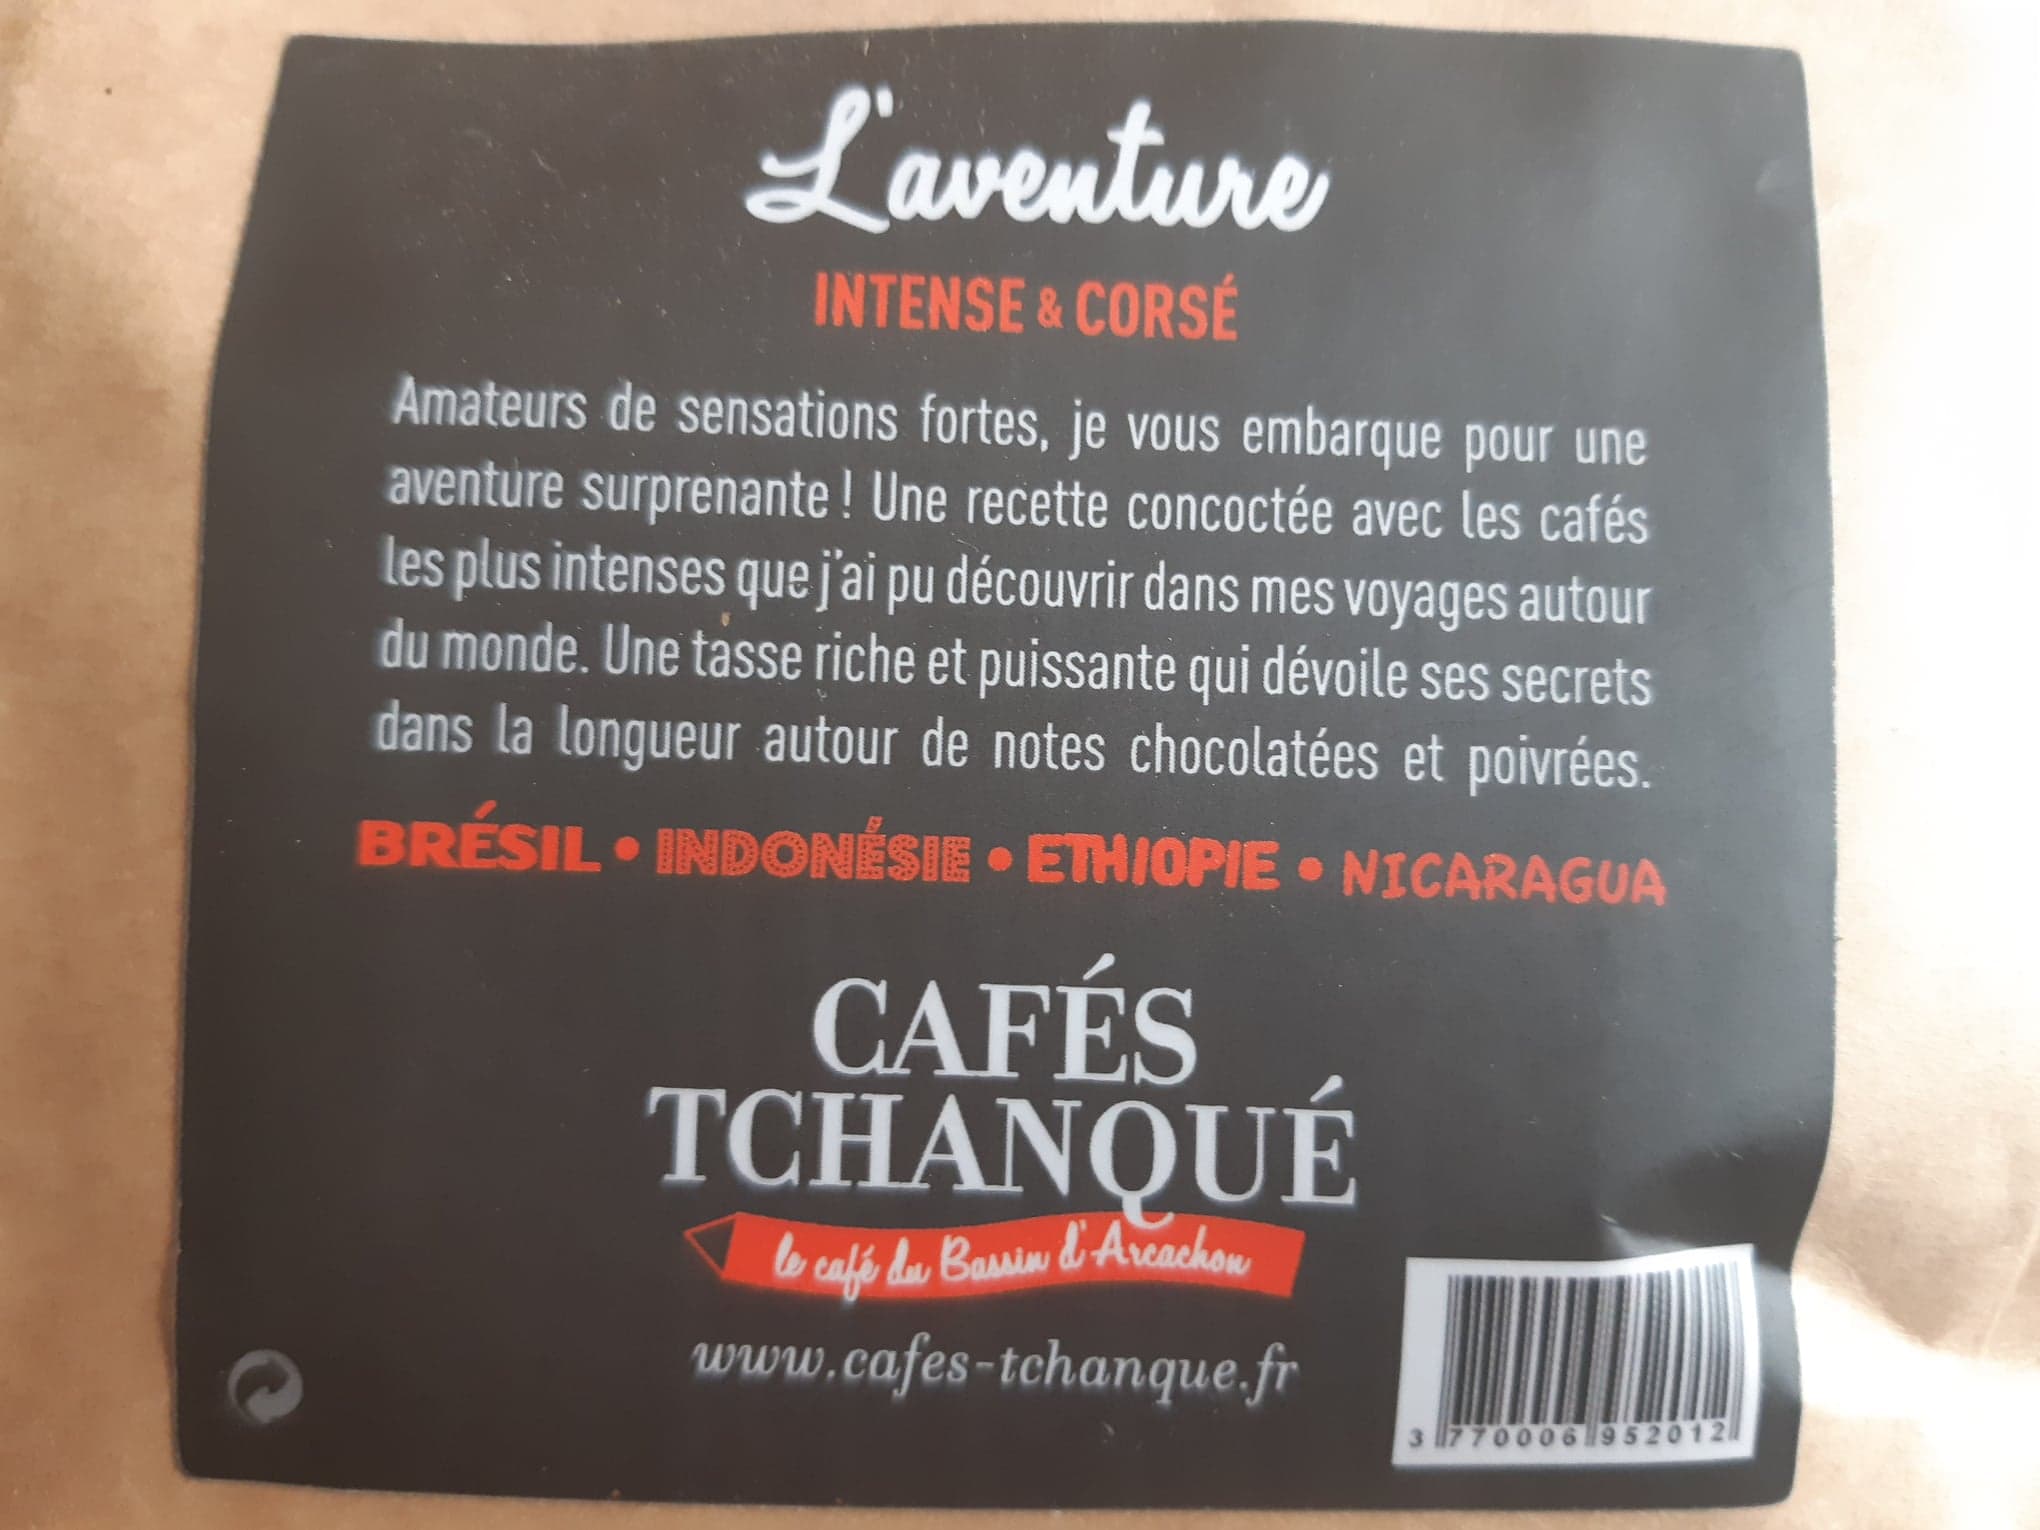 L'aventure
INTENSE & CORSÉ
Amateurs de sensations fortes, je vous embarque pour une
aventure surprenante ! Une recette concoctée avec les cafés
les plus intenses que j'ai pu découvrir dans mes voyages autour
du monde. Une tasse riche et puissante qui dévoile ses secrets
dans la longueur autour de notes chocolatées et poivrées.
BRÉSIL • INDONÉSIE • ETHIOPIE • NICARAGUA
CAFÉS
TCHANQUÉ
le café du Bassin d'Arcachon
www.cafes-tchanque.fr
3 770006 952012